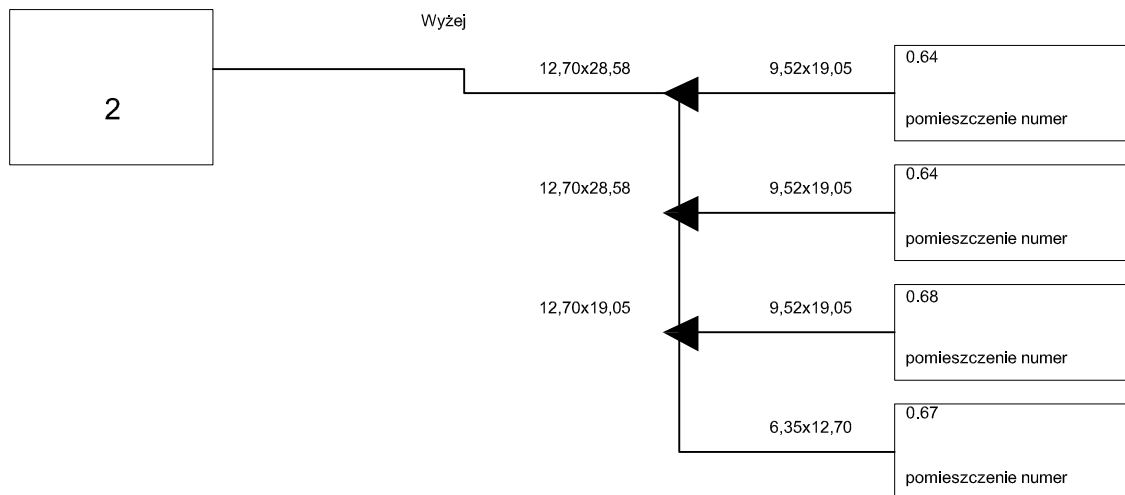 Wyżej
2
12,70x28,58
9,52x19,05
0.64
pomieszczenie numer
12,70x28,58
9,52x19,05
0.64
pomieszczenie numer
12,70x19,05
9,52x19,05
0.68
pomieszczenie numer
6,35x12,70
0.67
pomieszczenie numer